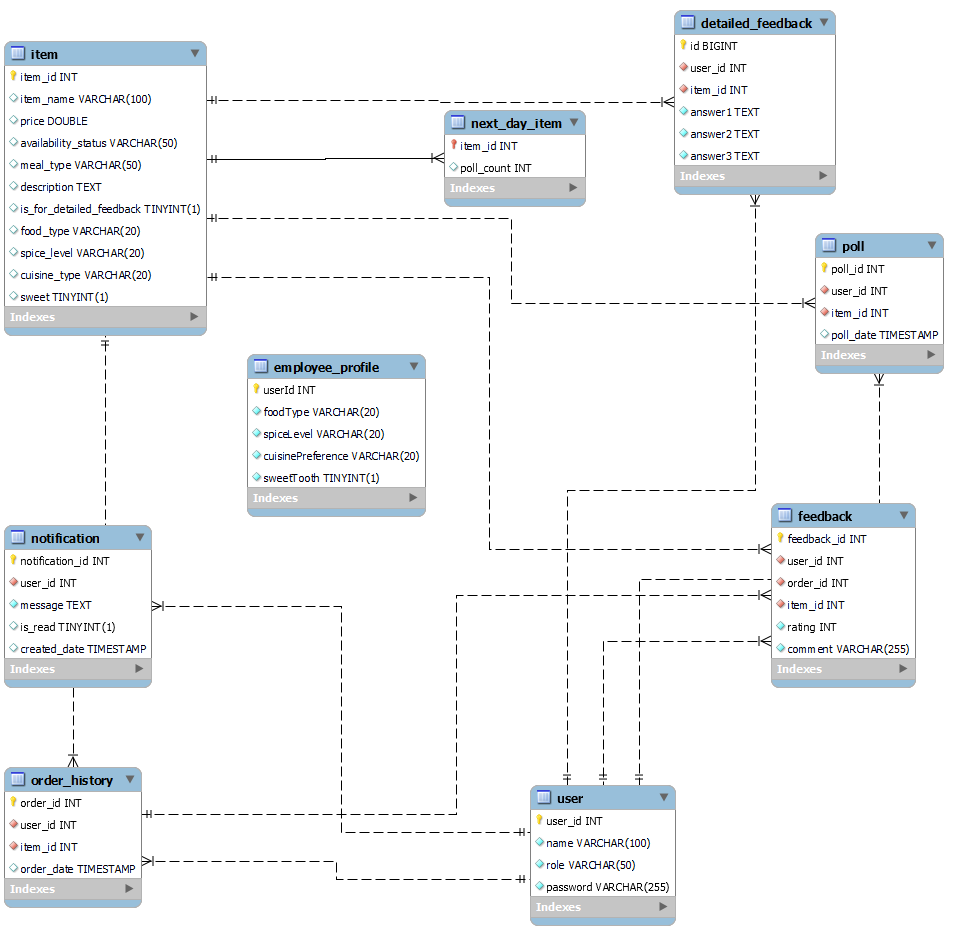 item
item_id INT
item_name VARCHAR(100)
price DOUBLE
availability_status VARCHAR(50)
meal_type VARCHAR(50)
description TEXT
is_for_detailed_feedback TINYINT(1)
food_type VARCHAR(20)
spice_level VARCHAR(20)
cuisine_type VARCHAR(20)
sweet TINYINT(1)
Indexes
next_day_item
item_id INT
poll_count INT
Indexes
detailed_feedback
id BIGINT
user_id INT
item_id INT
answer1 TEXT
answer2 TEXT
answer3 TEXT
Indexes
poll
poll_id INT
user_id INT
item_id INT
poll_date TIMESTAMP
Indexes
employee_profile
userId INT
foodType VARCHAR(20)
spiceLevel VARCHAR(20)
cuisinePreference VARCHAR(20)
sweetTooth TINYINT(1)
Indexes
notification
notification_id INT
user_id INT
message TEXT
is_read TINYINT(1)
created_date TIMESTAMP
Indexes
feedback
feedback_id INT
user_id INT
order_id INT
item_id INT
rating INT
comment VARCHAR(255)
Indexes
order_history
order_id INT
user_id INT
item_id INT
order_date TIMESTAMP
Indexes
user
user_id INT
name VARCHAR(100)
role VARCHAR(50)
password VARCHAR(255)
Indexes